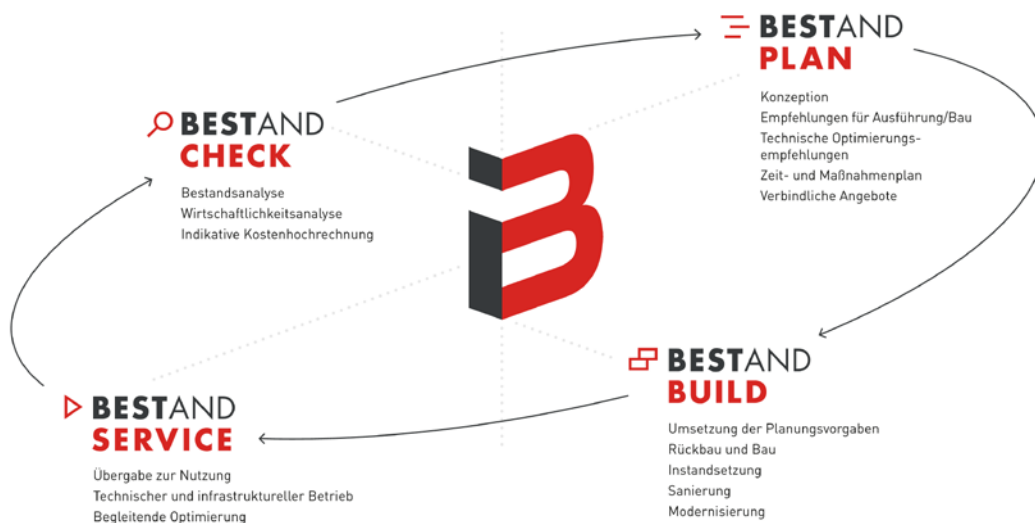 BESTAND
CHECK
Bestandsanalyse
Wirtschaftlichkeitsanalyse
Indikative Kostenhochrechnung
BESTAND
PLAN
Konzeption
Empfehlungen für Ausführung/Bau
Technische Optimierungs-
empfehlungen
Zeit- und Maßnahmenplan
Verbindliche Angebote
B
BESTAND
BUILD
Umsetzung der Planungsvorgaben
Rückbau und Bau
Instandsetzung
Sanierung
Modernisierung
BESTAND
SERVICE
Übergabe zur Nutzung
Technischer und infrastruktureller Betrieb
Begleitende Optimierung